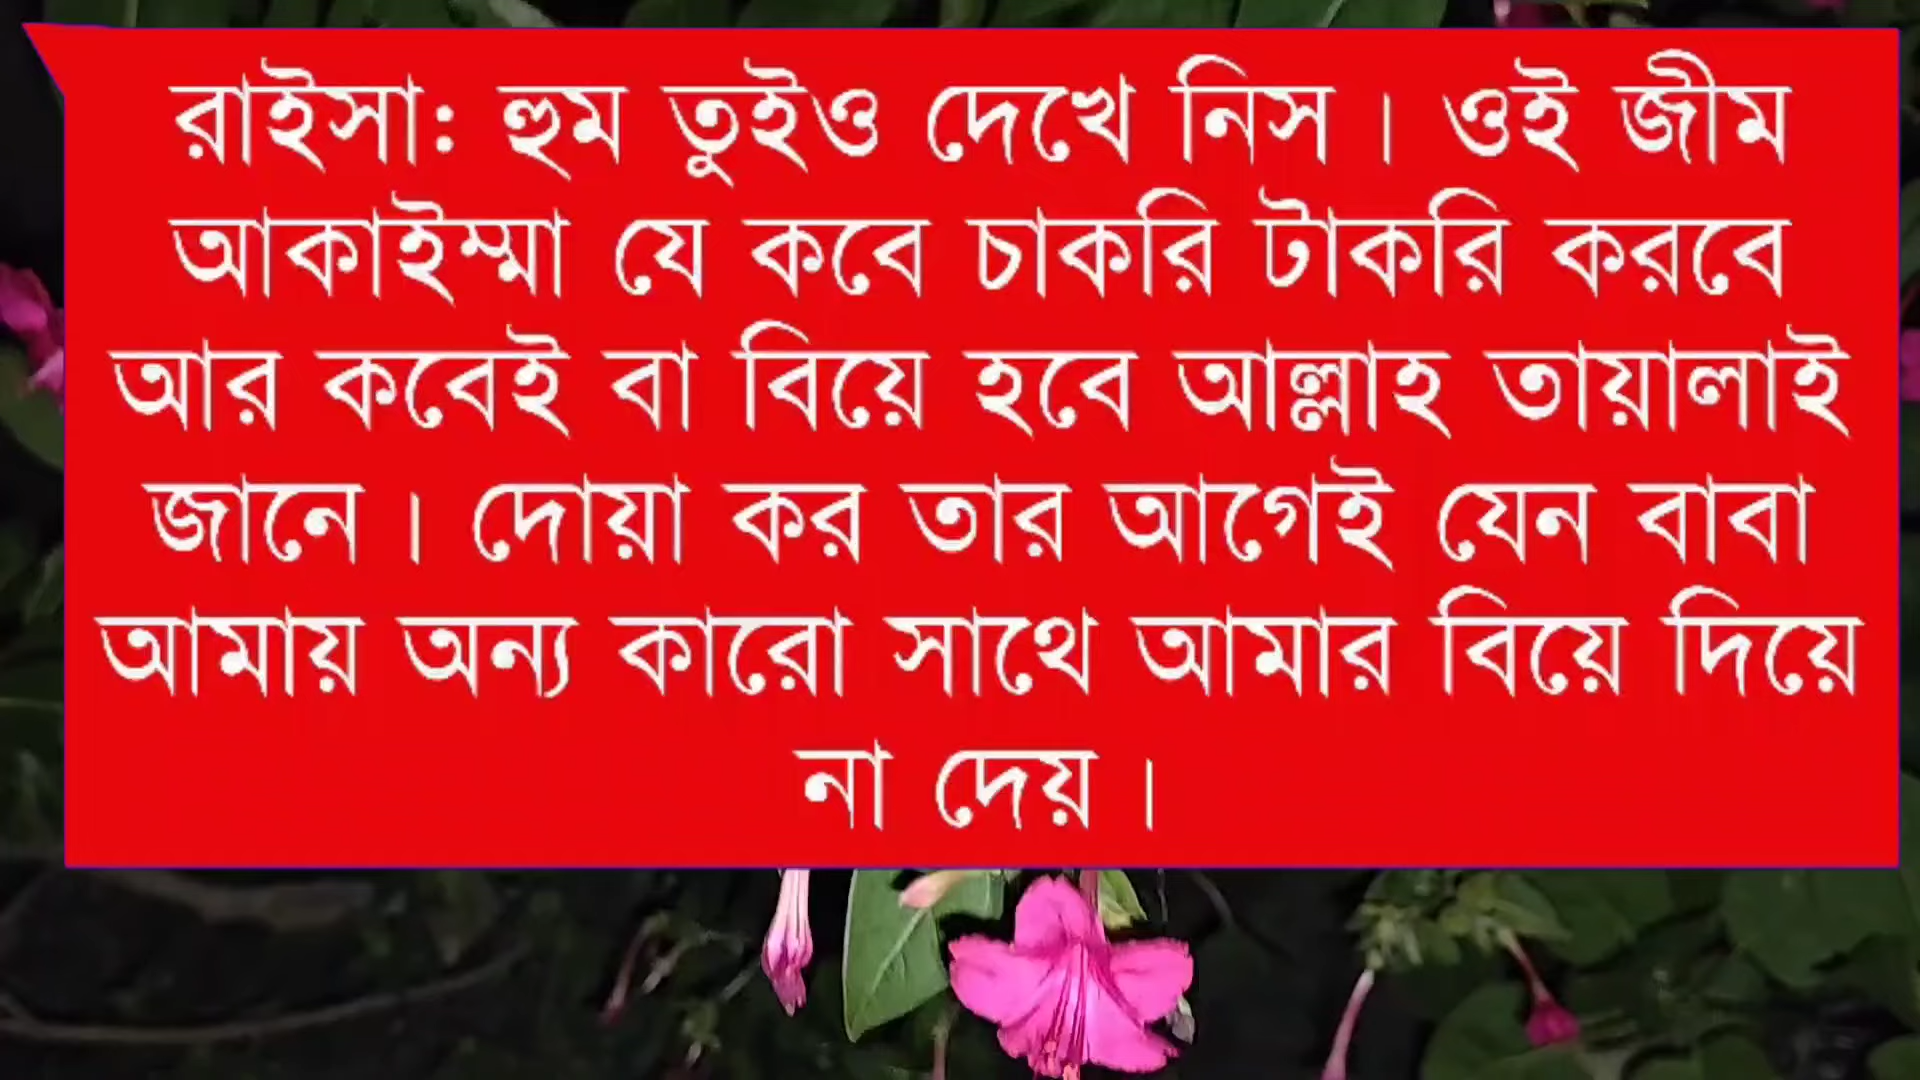 রাইসাঃ হুম তুইও দেখে নিস । ওই জীম
আকাইম্মা যে কবে চাকরি টাকরি করবে
আর কবেই বা বিয়ে হবে আল্লাহ তায়ালাই
জানে । দোয়া কর তার আগেই যেন বাবা
আমায় অন্য কারো সাথে আমার বিয়ে দিয়ে
না দেয় ।